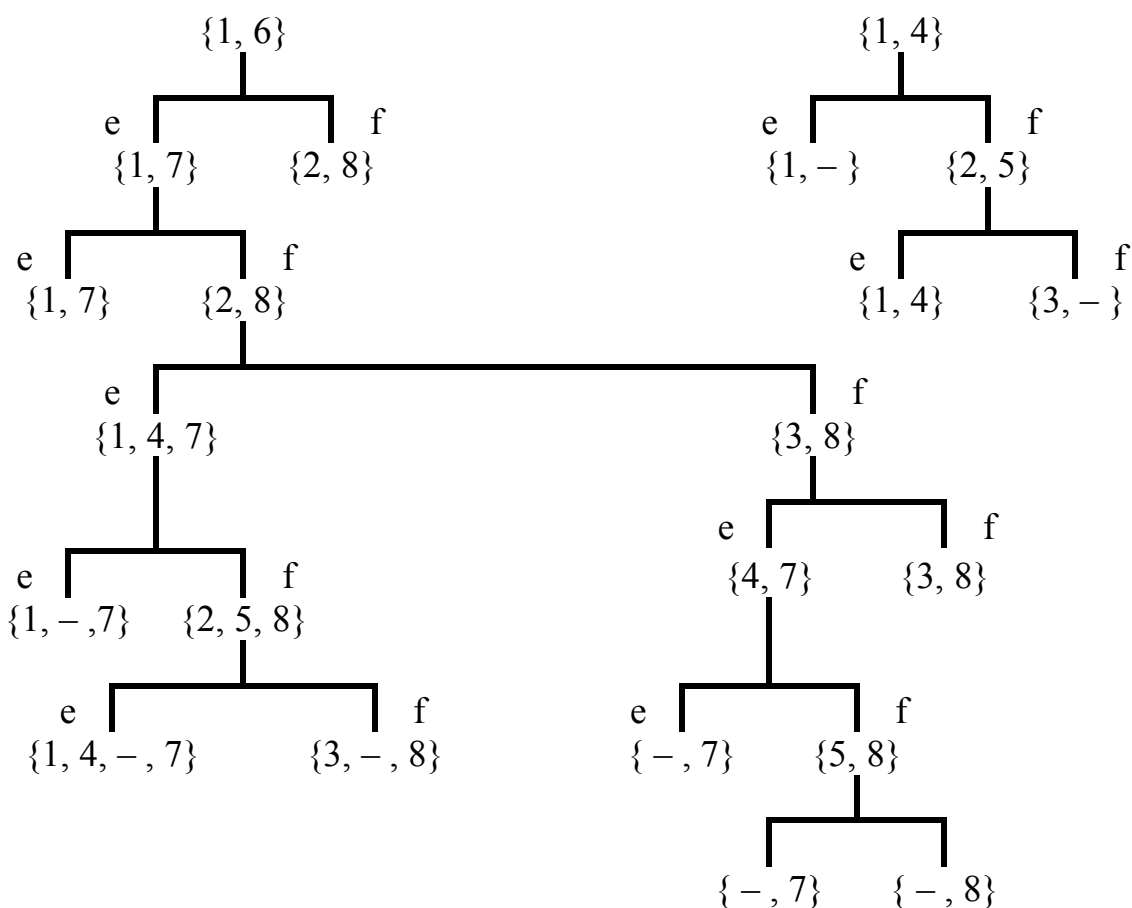 {1, 6} {1, 4}
e f e f
{1, 7} {2, 8} {1, – } {2, 5}
e f e f
{1, 7} {2, 8} {1, 4} {3, – }
e f
{1, 4, 7} {3, 8}
e f
e f {4, 7} {3, 8}
{1, – ,7} {2, 5, 8}
e f e f
{1, 4, – , 7} {3, – , 8} { – , 7} {5, 8}
{ – , 7} { – , 8}